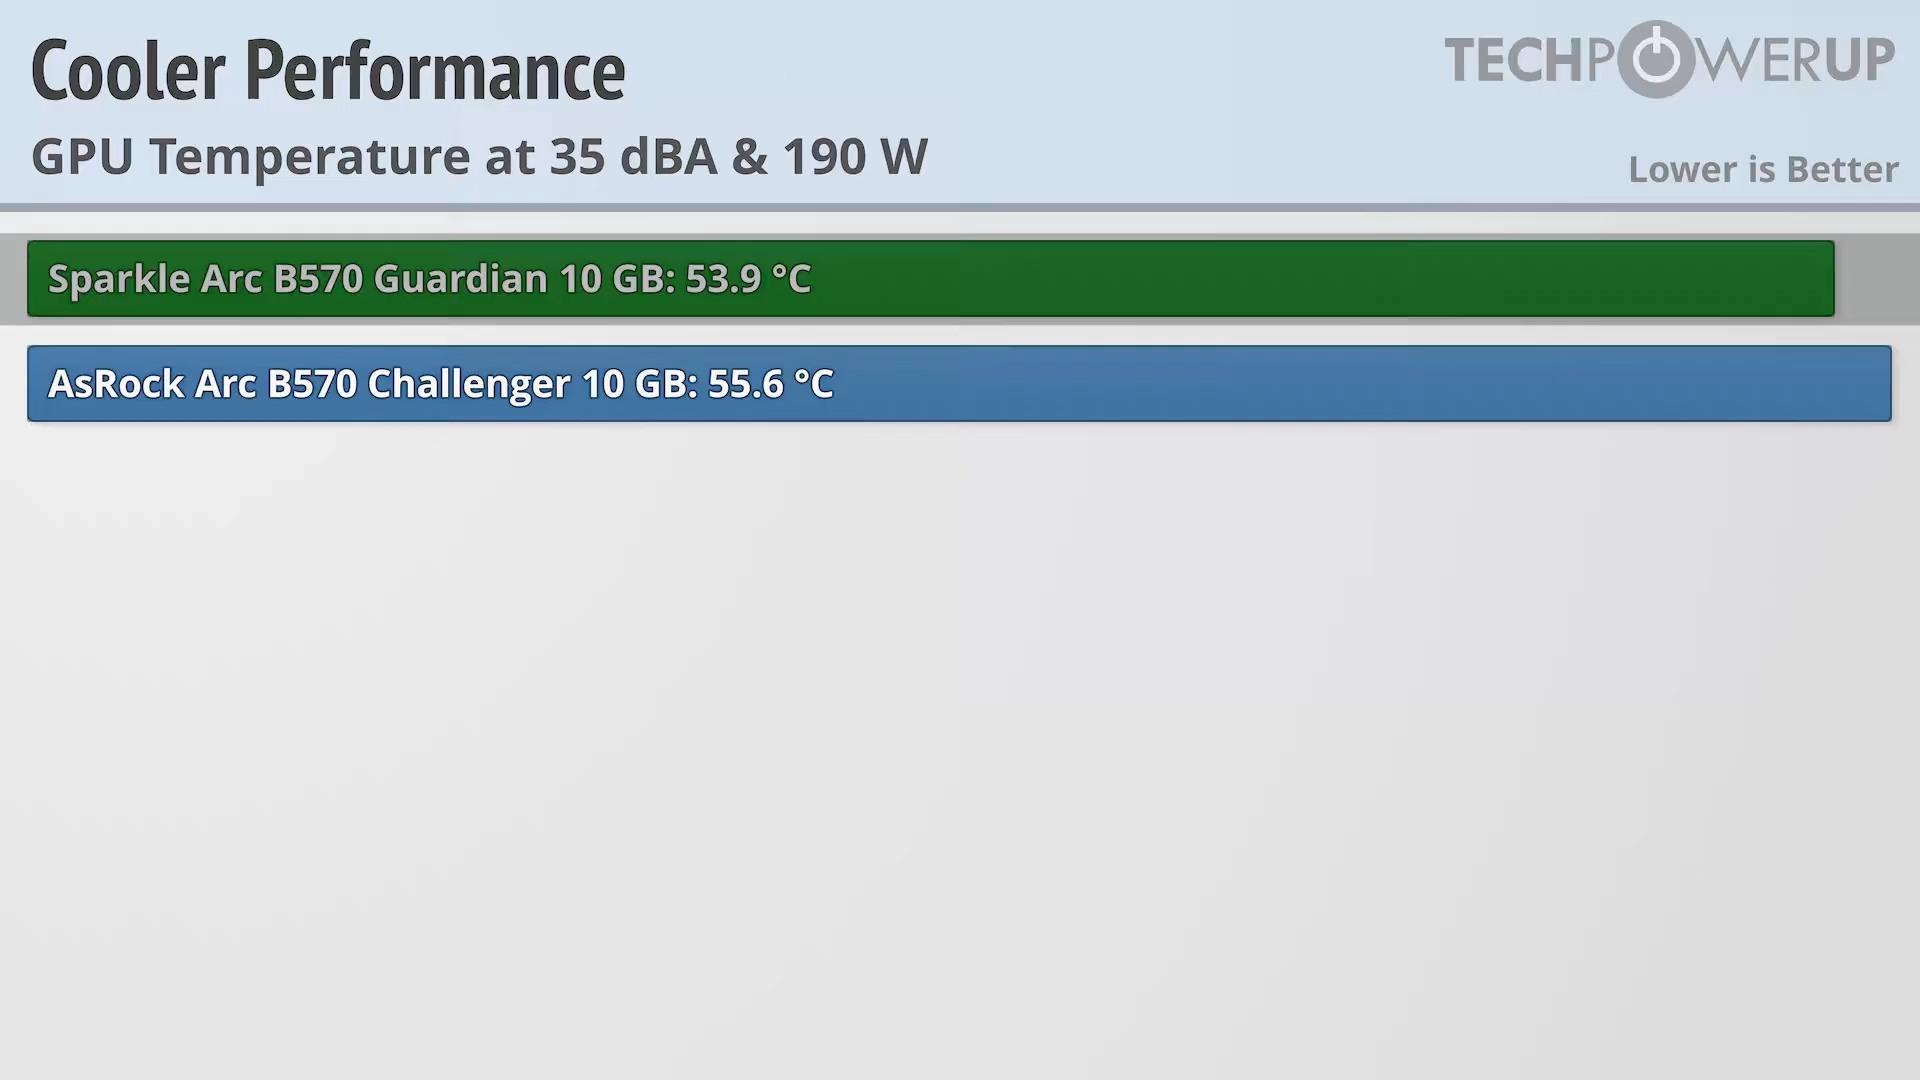 Cooler Performance
TECHPOWERUP
GPU Temperature at 35 dBA & 190 W
Lower is Better
Sparkle Arc B570 Guardian 10 GB: 53.9 °C
AsRock Arc B570 Challenger 10 GB: 55.6 °C